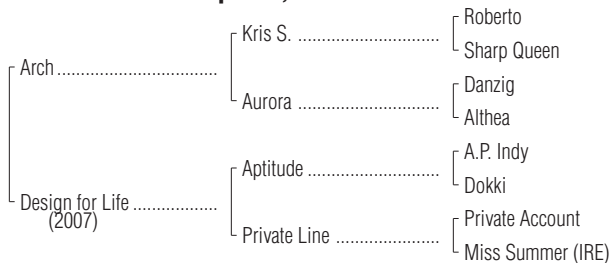 Roberto
Kris S. ........................................
Sharp Queen
Arch ........................................
Danzig
Aurora ........................................
Althea
A.P. Indy
Aptitude ........................................
Dokki
Design for Life .....................
(2007)
Private Account
Private Line ...............................
Miss Summer (IRE)